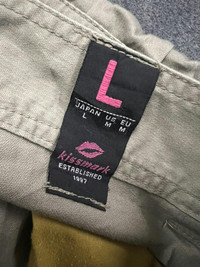 L
JAPAN US EU
L M M
kissmark
ESTABLISHED
1997